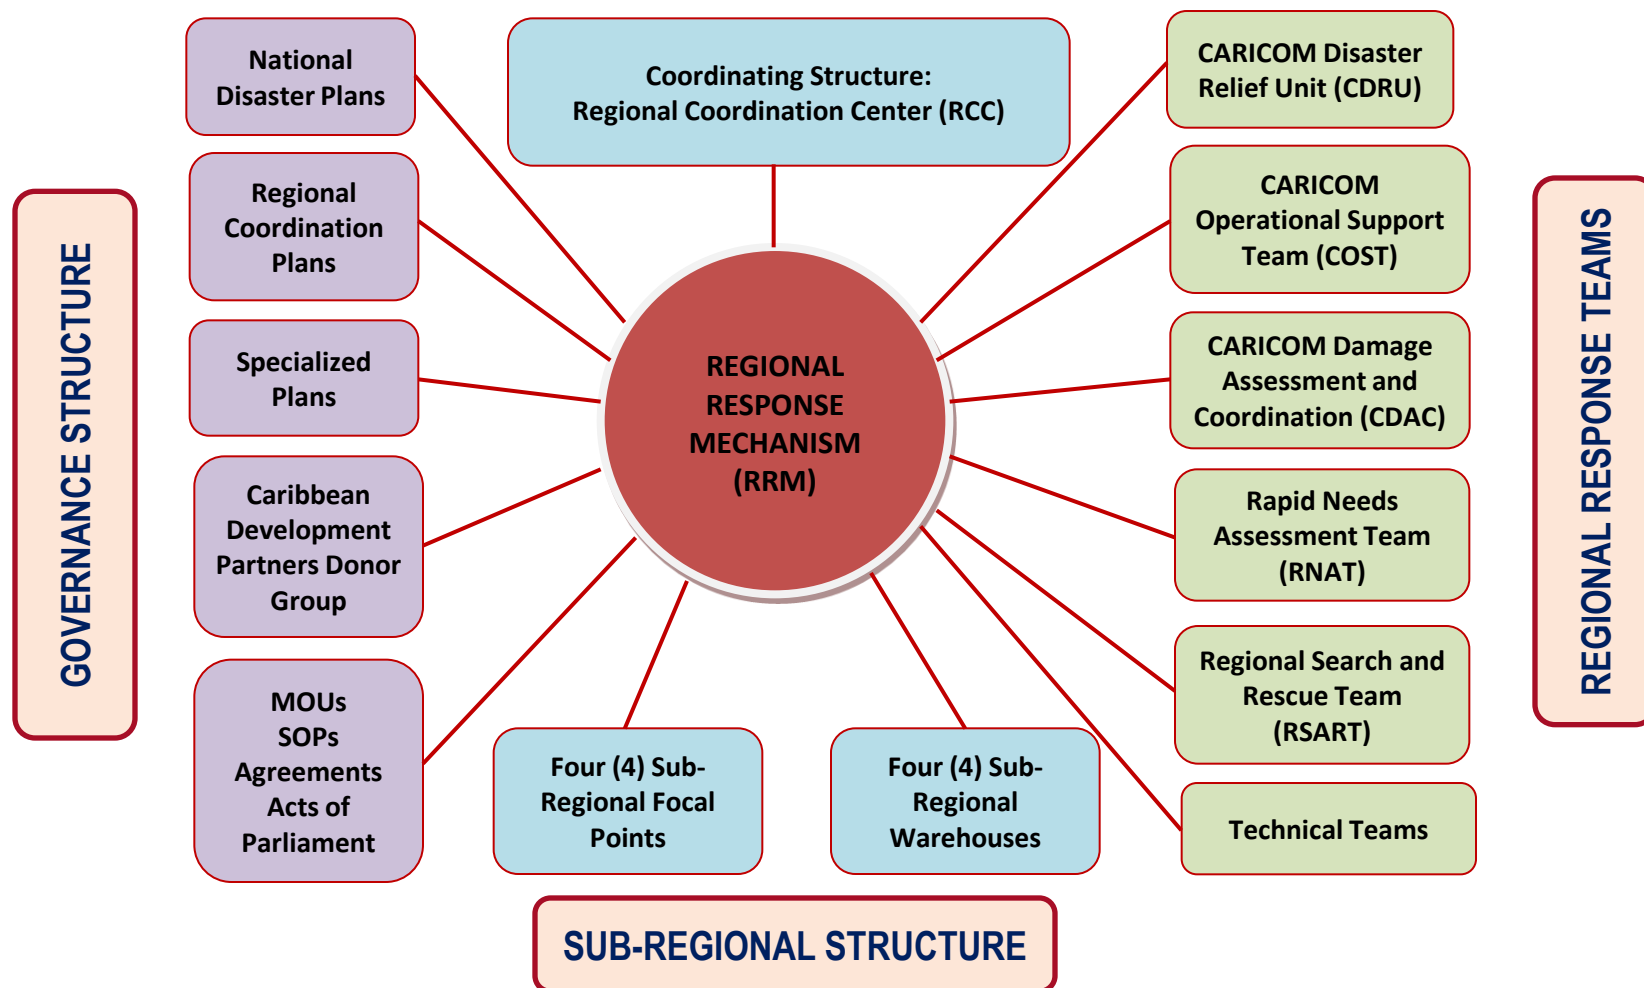 GOVERNANCE STRUCTURE
National
Disaster Plans
Regional
Coordination
Plans
Specialized
Plans
Caribbean
Development
Partners Donor
Group
MOUs
SOPs
Agreements
Acts of
Parliament
Coordinating Structure:
Regional Coordination Center (RCC)
REGIONAL
RESPONSE
MECHANISM
(RRM)
Four (4) Sub-
Regional Focal
Points
Four (4) Sub-
Regional
Warehouses
SUB-REGIONAL STRUCTURE
CARICOM Disaster
Relief Unit (CDRU)
CARICOM
Operational Support
Team (COST)
CARICOM Damage
Assessment and
Coordination (CDAC)
Rapid Needs
Assessment Team
(RNAT)
Regional Search and
Rescue Team
(RSART)
Technical Teams
REGIONAL RESPONSE TEAMS